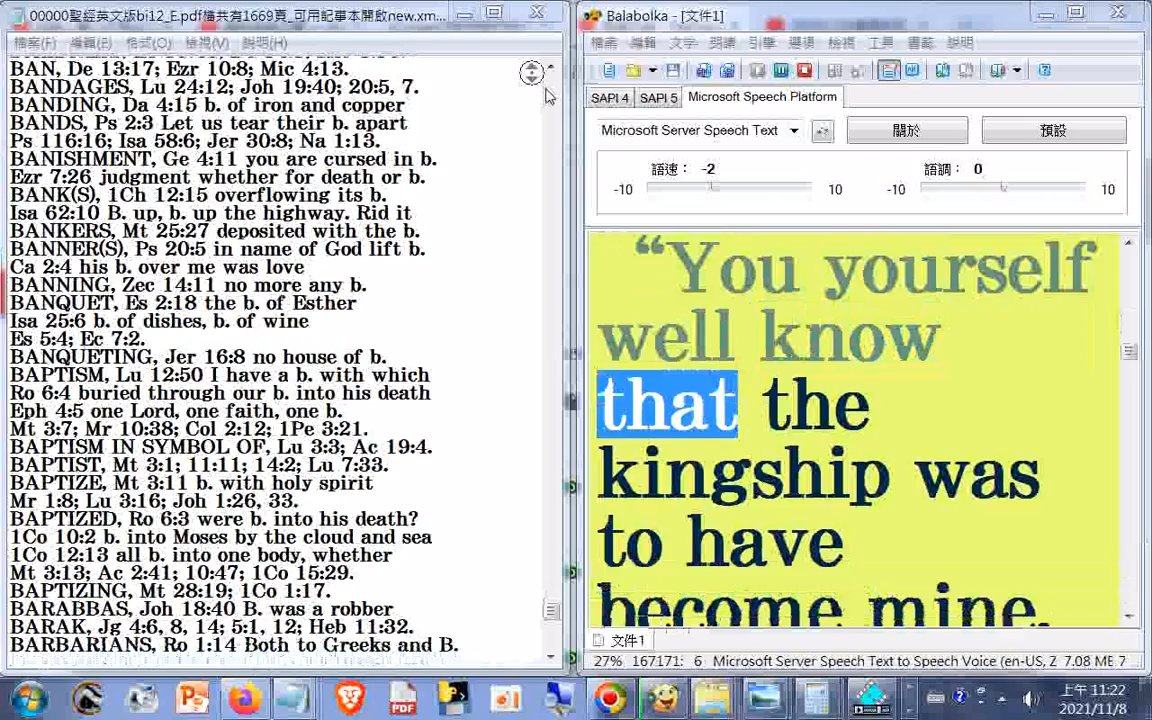 00000聖經英文版bi12_E.pdf檔共有1669頁_可用記事本開啟new.xm...
檔案(F) 編輯(E) 格式(O) 檢視(V) 說明(H)
BAN, De 13:17; Ezr 10:8; Mic 4:13.
BANDAGES, Lu 24:12; Joh 19:40; 20:5, 7.
BANDING, Da 4:15 b. of iron and copper
BANDS, Ps 2:3 Let us tear their b. apart
Ps 116:16; Isa 58:6; Jer 30:8; Na 1:13.
BANISHMENT, Ge 4:11 you are cursed in b.
Ezr 7:26 judgment whether for death or b.
BANK(S), 1Ch 12:15 overflowing its b.
Isa 62:10 B. up, b. up the highway. Rid it
BANKERS, Mt 25:27 deposited with the b.
BANNER(S), Ps 20:5 in name of God lift b.
Ca 2:4 his b. over me was love
BANNING, Zec 14:11 no more any b.
BANQUET, Es 2:18 the b. of Esther
Isa 25:6 b. of dishes, b. of wine
Es 5:4; Ec 7:2.
BANQUETING, Jer 16:8 no house of b.
BAPTISM, Lu 12:50 I have a b. with which
Ro 6:4 buried through our b. into his death
Eph 4:5 one Lord, one faith, one b.
Mt 3:7; Mr 10:38; Col 2:12; 1Pe 3:21.
BAPTISM IN SYMBOL OF, Lu 3:3; Ac 19:4.
BAPTIST, Mt 3:1; 11:11; 14:2; Lu 7:33.
BAPTIZE, Mt 3:11 b. with holy spirit
Mr 1:8; Lu 3:16; Joh 1:26, 33.
BAPTIZED, Ro 6:3 were b. into his death?
1Co 10:2 b. into Moses by the cloud and sea
1Co 12:13 all b. into one body, whether
Mt 3:13; Ac 2:41; 10:47; 1Co 15:29.
BAPTIZING, Mt 28:19; 1Co 1:17.
BARABBAS, Joh 18:40 B. was a robber
BARAK, Jg 4:6, 8, 14; 5:1, 12; Heb 11:32.
BARBARIANS, Ro 1:14 Both to Greeks and B.
Balabolka - [文件1]
檔案 編輯 文字 朗讀 引擎 選項 檢視 工具 書籤 說明
SAPI 4 SAPI 5 Microsoft Speech Platform
Microsoft Server Speech Text 關於 預設
語速: -2 語調: 0
-10 10 -10 10
“You yourself
well know
that the
kingship was
to have
become mine,
文件1
27% 167171: 6 Microsoft Server Speech Text to Speech Voice (en-US, Z 7.08 ME 7
PDF
上午 11:22
2021/11/8